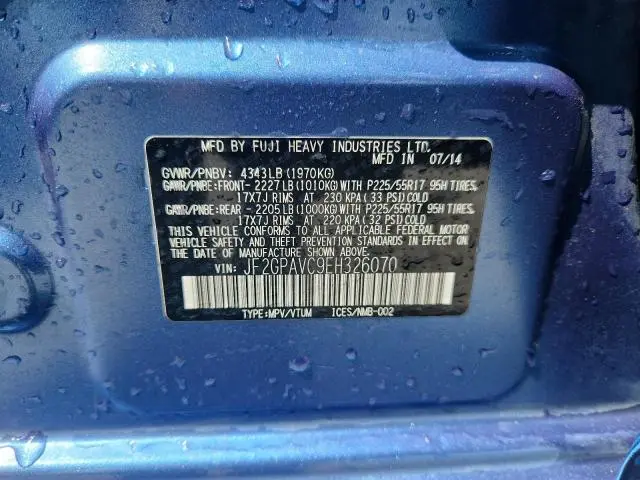 MFD BY FUJI HEAVY INDUSTRIES LTD.
MFD IN 07/14
GVWR/PNBV: 4343LB (1970KG)
GAWR/PNBE:FRONT- 2227LB(1010KG)WITH P225/55R17 95H TIRES,
17X7J RIMS AT 230 KPA(33 PSI)COLD
GAWR/PNBE:REAR - 2205LB(1000KG)WITH P225/55R17 95H TIRES,
17X7J RIMS AT 220 KPA(32 PSI)COLD
THIS VEHICLE CONFORMS TO ALL APPLICABLE FEDERAL MOTOR
VEHICLE SAFETY AND THEFT PREVENTION STANDARDS IN EFFECT ON
THE DATE OF MANUFACTURE SHOWN ABOVE.
VIN: JF2GPAVC9EH326070
TYPE:MPV/VTUM ICES/NMB-002